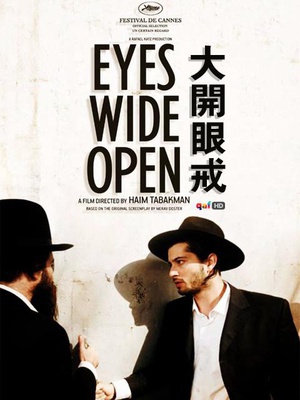 FESTIVAL DE CANNES
OFFICIAL SELECTION
UN CERTAIN REGARD
A RAFAEL KATZ PRODUCTION
EYES
WIDE
OPEN
大開眼戒
A FILM DIRECTED BY HAIM TABAKMAN
BASED ON THE ORIGINAL SCREENPLAY BY MERAV DOSTER
qaf HD